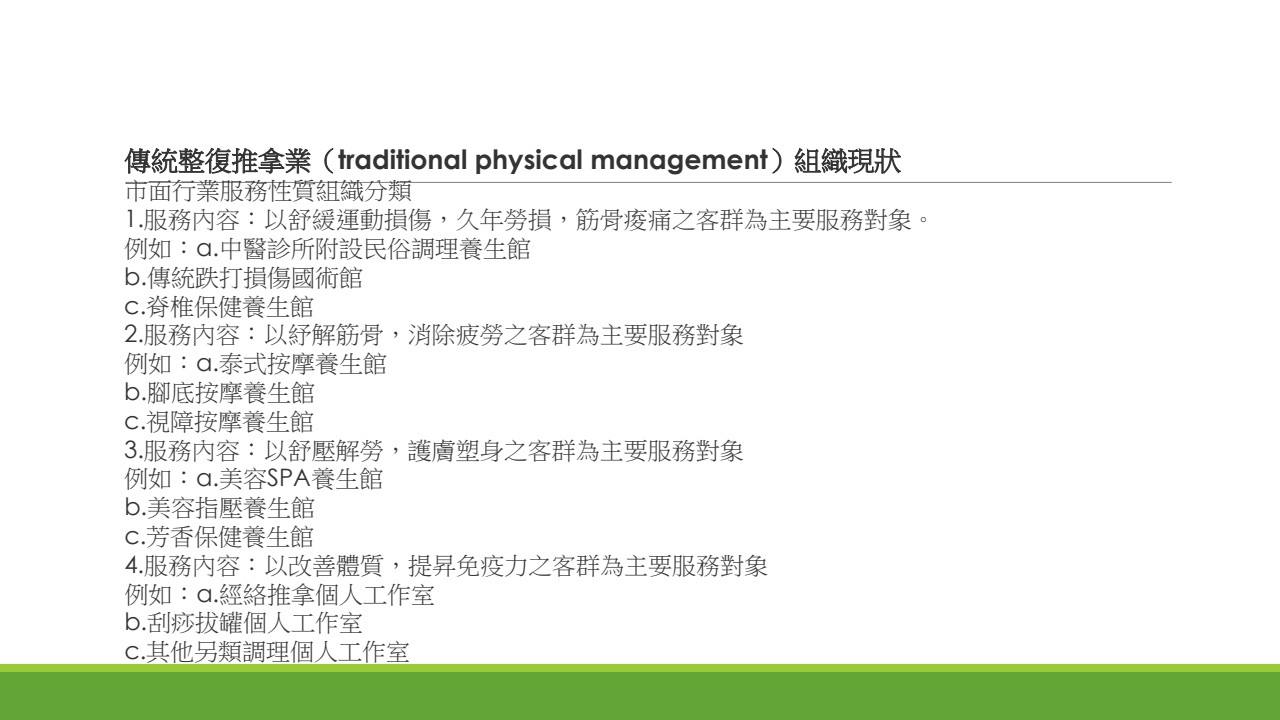 傳統整復推拿業（traditional physical management）組織現狀
市面行業服務性質組織分類
1.服務內容：以舒緩運動損傷，久年勞損，筋骨痠痛之客群為主要服務對象。
例如：a.中醫診所附設民俗調理養生館
b.傳統跌打損傷國術館
c.脊椎保健養生館
2.服務內容：以紓解筋骨，消除疲勞之客群為主要服務對象
例如：a.泰式按摩養生館
b.腳底按摩養生館
c.視障按摩養生館
3.服務內容：以舒壓解勞，護膚塑身之客群為主要服務對象
例如：a.美容SPA養生館
b.美容指壓養生館
c.芳香保健養生館
4.服務內容：以改善體質，提昇免疫力之客群為主要服務對象
例如：a.經絡推拿個人工作室
b.刮痧拔罐個人工作室
c.其他另類調理個人工作室